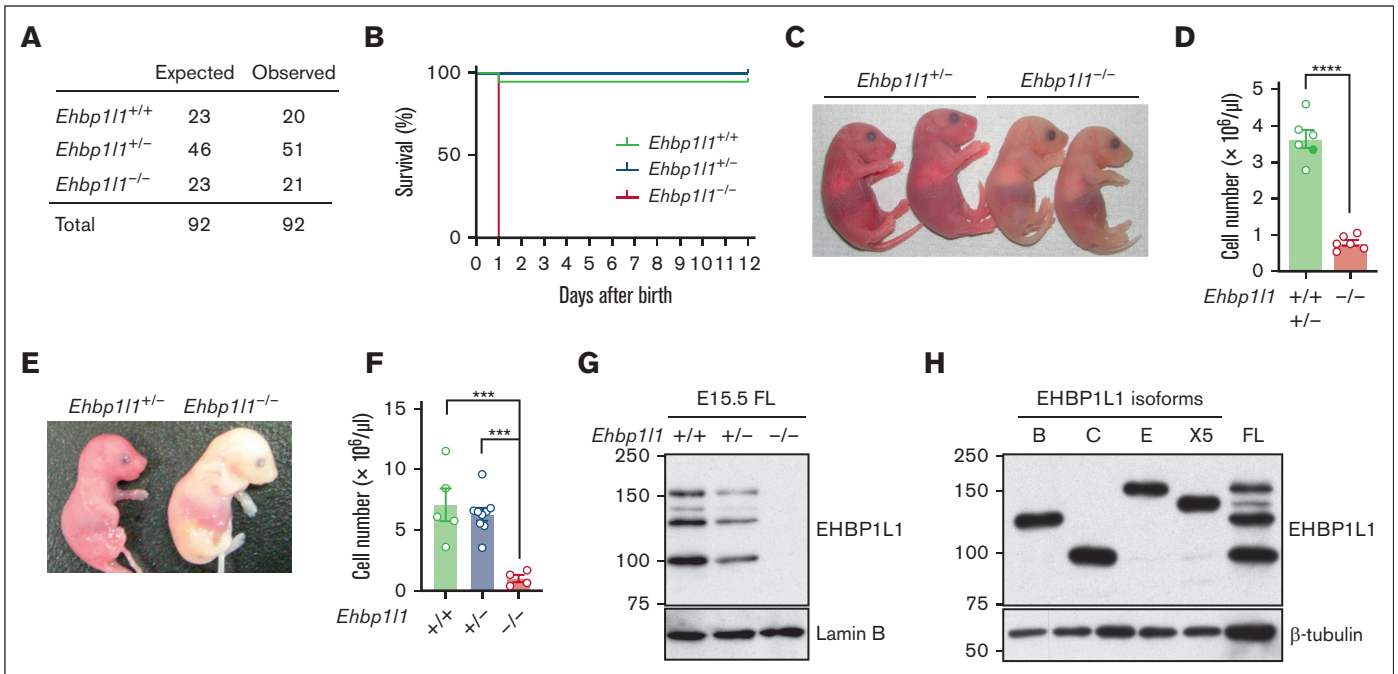 A
Expected Observed
Ehbp1l1+/+ 23 20
Ehbp1l1+/− 46 51
Ehbp1l1−/− 23 21
Total 92 92
B
100
50
0
Survival (%)
Ehbp1l1+/+
Ehbp1l1+/−
Ehbp1l1−/−
0 1 2 3 4 5 6 7 8 9 10 11 12
Days after birth
C
Ehbp1l1+/− Ehbp1l1−/−
D
****
5
4
3
2
1
0
Cell number (× 10⁶/μl)
Ehbp1l1 +/+ −/−
+/−
E
Ehbp1l1+/− Ehbp1l1−/−
F
***
***
15
10
5
0
Cell number (× 10⁶/μl)
Ehbp1l1 +/+ +/− −/−
G
E15.5 FL
Ehbp1l1 +/+ +/− −/−
250
150
100
75
EHBP1L1
Lamin B
H
EHBP1L1 isoforms
B C E X5 FL
250
150
100
75
50
EHBP1L1
β-tubulin